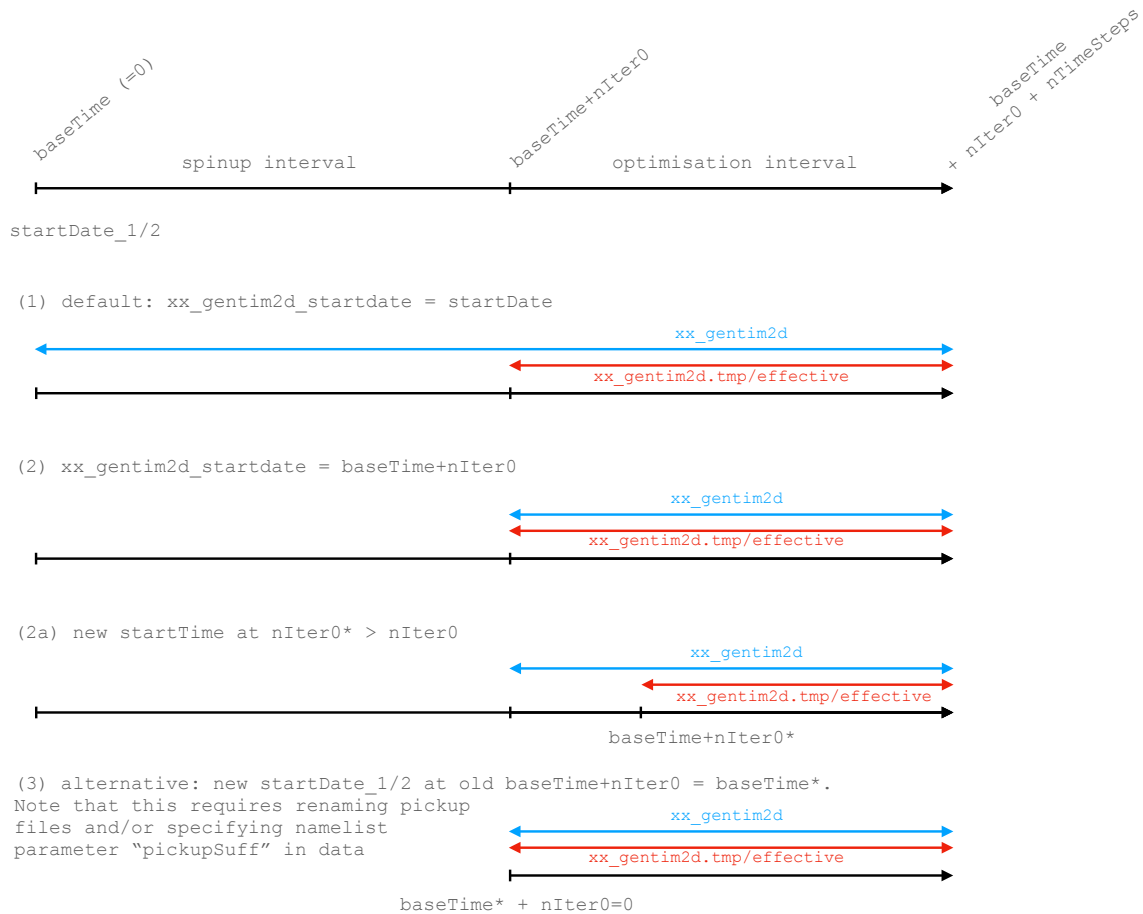 baseTime (=0)
baseTime+nIter0
baseTime
+ nIter0 + nTimeSteps
spinup interval
optimisation interval
startDate_1/2
(1) default: xx_gentim2d_startdate = startDate
xx_gentim2d
xx_gentim2d.tmp/effective
(2) xx_gentim2d_startdate = baseTime+nIter0
xx_gentim2d
xx_gentim2d.tmp/effective
(2a) new startTime at nIter0* > nIter0
xx_gentim2d
xx_gentim2d.tmp/effective
baseTime+nIter0*
(3) alternative: new startDate_1/2 at old baseTime+nIter0 = baseTime*.
Note that this requires renaming pickup
files and/or specifying namelist
parameter “pickupSuff” in data
xx_gentim2d
xx_gentim2d.tmp/effective
baseTime* + nIter0=0